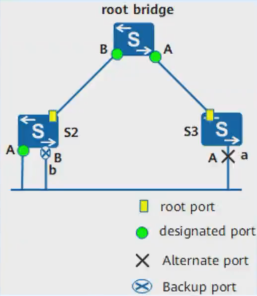 root bridge
S
B
A
S
S2
S3
S
A
B
b
A
a
root port
designated port
Alternate port
Backup port